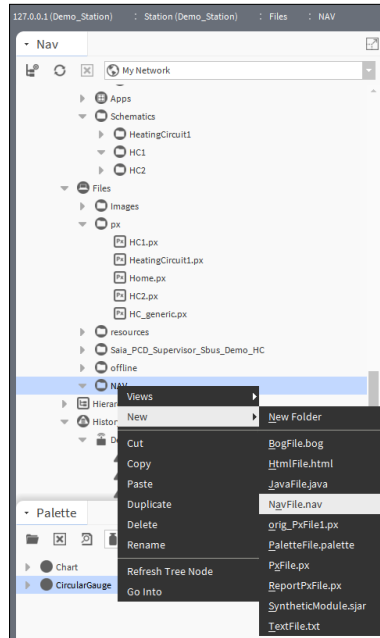 127.0.0.1 (Demo_Station) : Station (Demo_Station) : Files : NAV
Nav
My Network
Apps
Schematics
HeatingCircuit1
HC1
HC2
Files
Images
px
HC1.px
HeatingCircuit1.px
Home.px
HC2.px
HC_generic.px
resources
Saia_PCD_Supervisor_Sbus_Demo_HC
offline
NAV
Hierar
Histor
De
Views
New
Cut
Copy
Paste
Duplicate
Delete
Rename
Refresh Tree Node
Go Into
New Folder
BogFile.bog
HtmlFile.html
JavaFile.java
NavFile.nav
orig_PxFile1.px
PaletteFile.palette
PxFile.px
ReportPxFile.px
SyntheticModule.sjar
TextFile.txt
Palette
Chart
CircularGauge